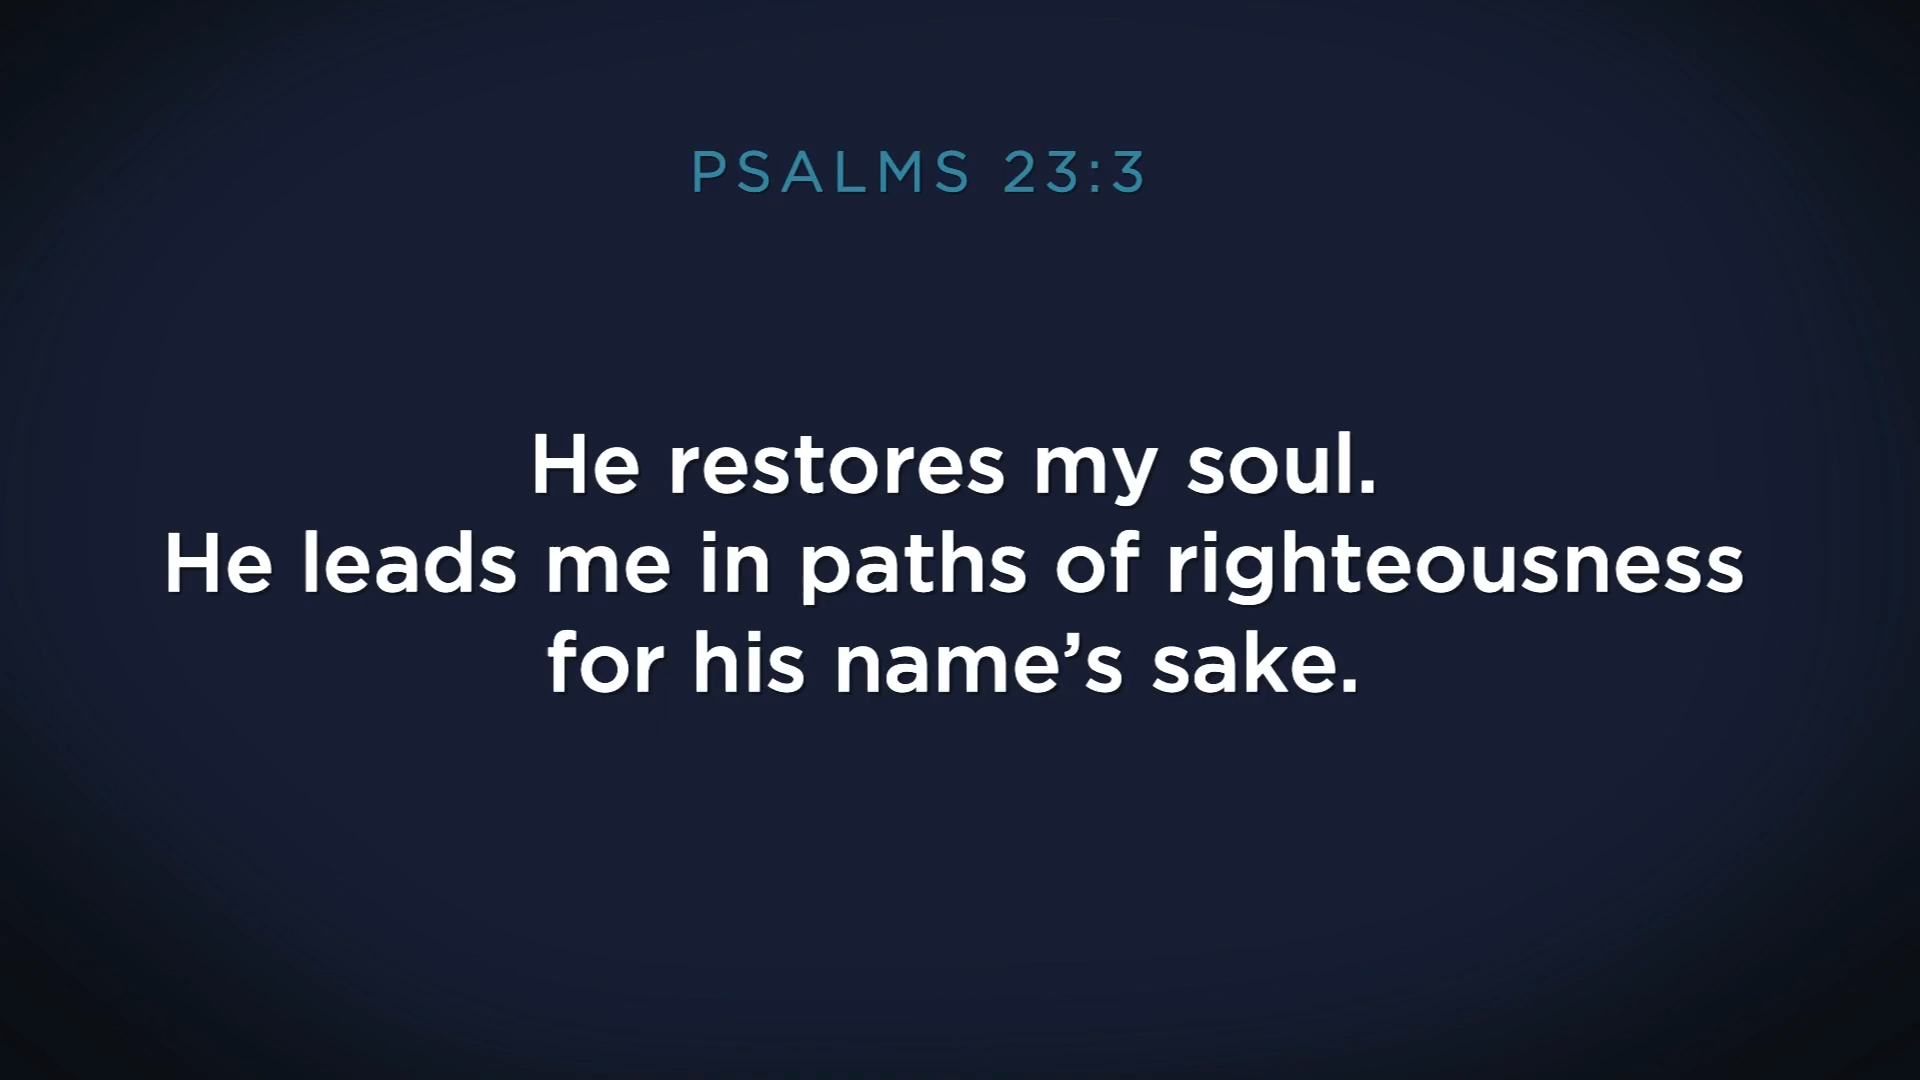 PSALMS 23:3
He restores my soul.
He leads me in paths of righteousness
for his name’s sake.